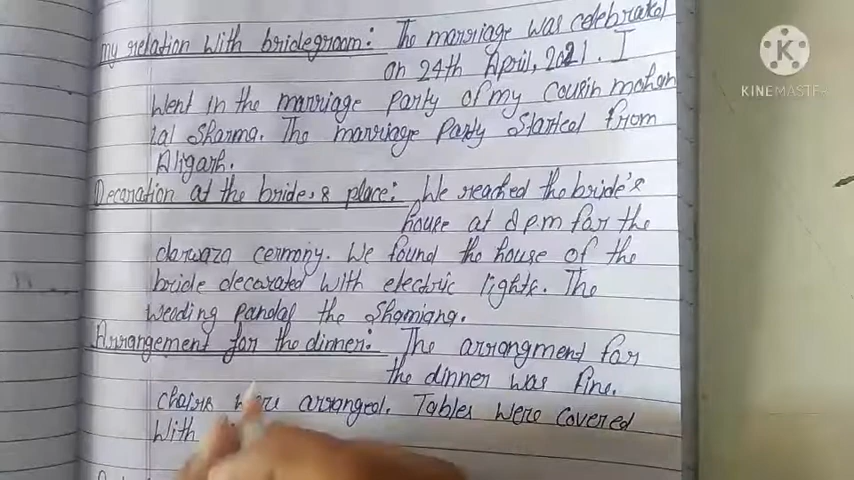 my relation with bridegroom: The marriage was celebrated
on 24th April, 2021. I
went in the marriage party of my cousin mohan
lal Sharma. The marriage Party Started from
Aligarh.
Decoration at the bride,s place: We reached the bride's
house at 8 p.m for the
darwaza cermony. We found the house of the
bride decorated with electric lights. The
weading pandal the Shamiana.
Arrangement for the dinner: The arrangment for
the dinner was fine.
chairs were arranged. Tables were covered
With
K
KINEMASTER